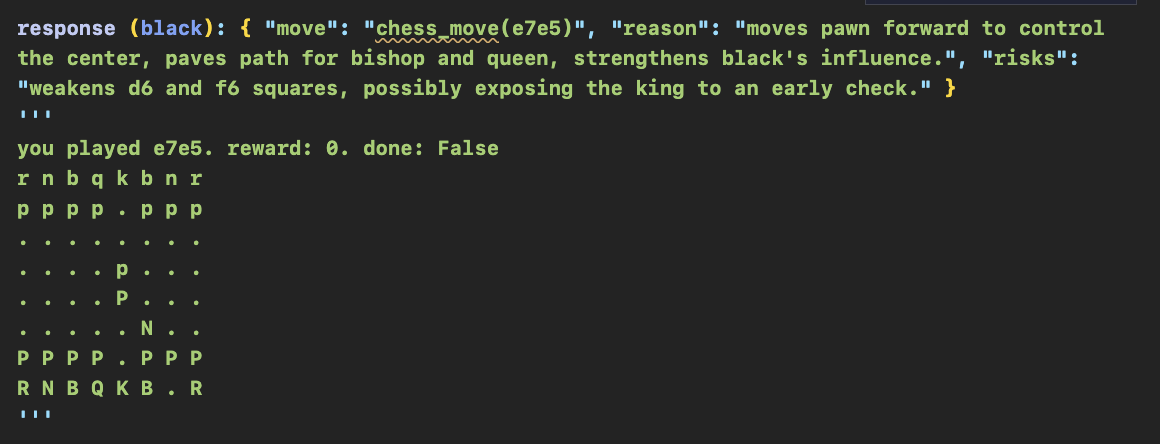 response (black): { "move": "chess_move(e7e5)", "reason": "moves pawn forward to control
the center, paves path for bishop and queen, strengthens black's influence.", "risks":
"weakens d6 and f6 squares, possibly exposing the king to an early check." }
'''
you played e7e5. reward: 0. done: False
r n b q k b n r
p p p p . p p p
. . . . . . . .
. . . . p . . .
. . . . P . . .
. . . . . N . .
P P P P . P P P
R N B Q K B . R
'''